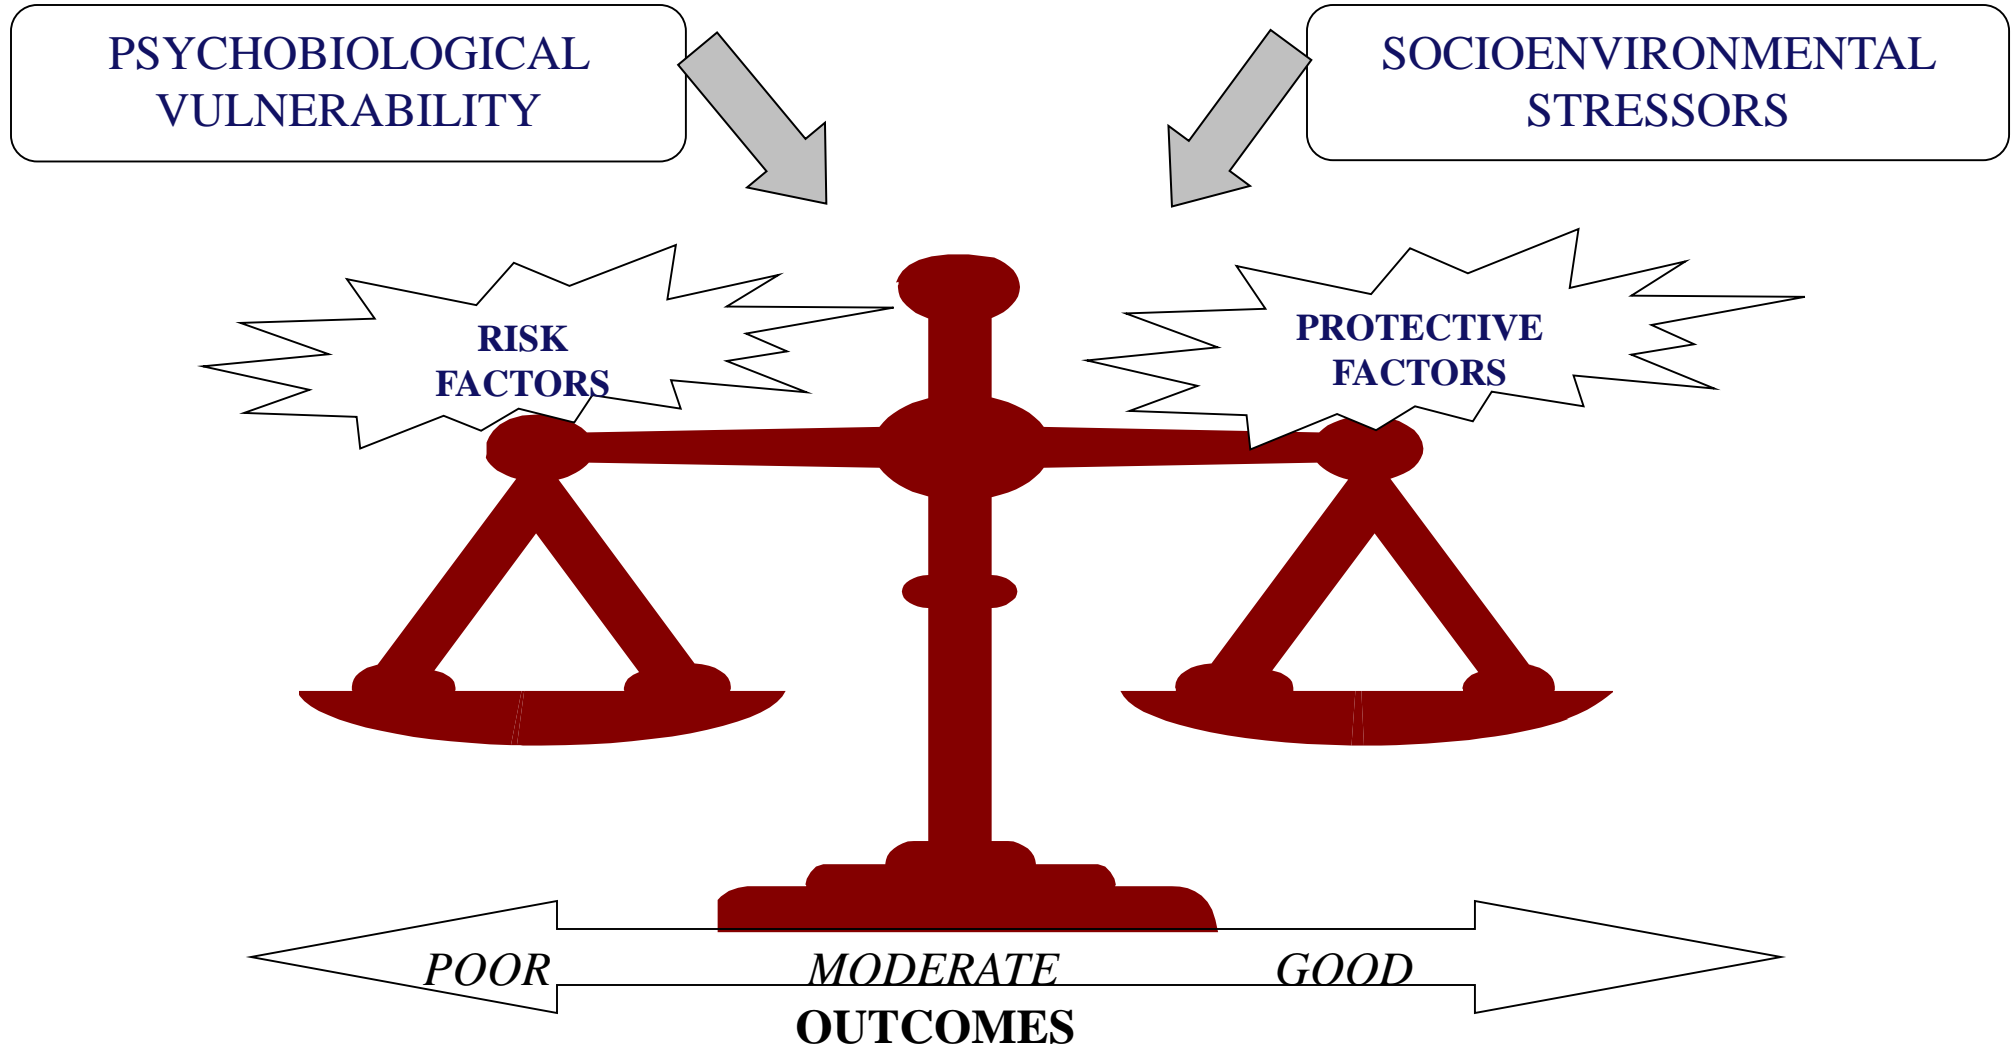 PSYCHOBIOLOGICAL
VULNERABILITY
SOCIOENVIRONMENTAL
STRESSORS
RISK
FACTORS
PROTECTIVE
FACTORS
POOR MODERATE GOOD
OUTCOMES